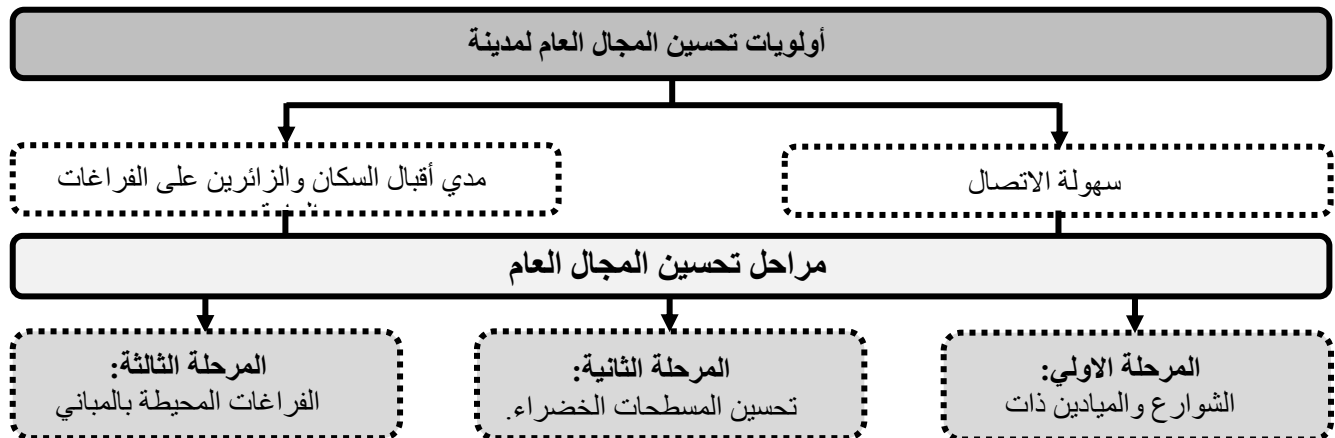 أولويات تحسين المجال العام لمدينة
سهولة الاتصال
مدي أقبال السكان والزائرين على الفراغات
مراحل تحسين المجال العام
المرحلة الاولي:
الشوارع والميادين ذات
المرحلة الثانية:
تحسين المسطحات الخضراء.
المرحلة الثالثة:
الفراغات المحيطة بالمباني